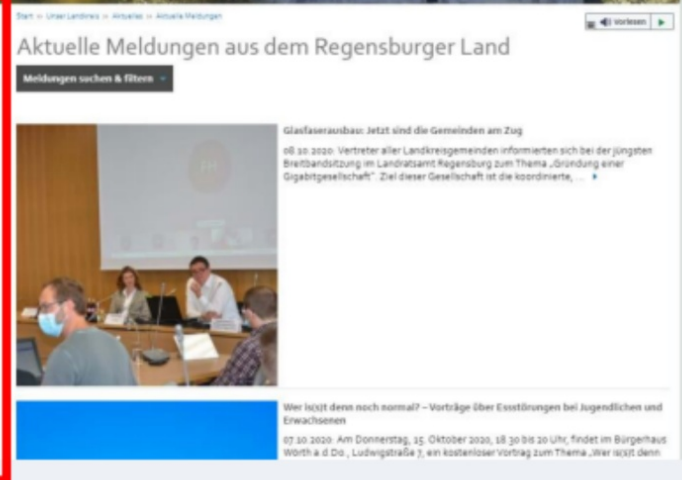 Start » Unser Landkreis » Aktuelles » Aktuelle Meldungen
Vorlesen
Aktuelle Meldungen aus dem Regensburger Land
Meldungen suchen & filtern
Glasfaserausbau: Jetzt sind die Gemeinden am Zug
08.10.2020: Vertreter aller Landkreisgemeinden informierten sich bei der jüngsten
Breitbandsitzung im Landratsamt Regensburg zum Thema „Gründung einer
Gigabitgesellschaft". Ziel dieser Gesellschaft ist die koordinierte, ...
Wer is(s)t denn noch normal? – Vorträge über Essstörungen bei Jugendlichen und
Erwachsenen
07.10.2020: Am Donnerstag, 15. Oktober 2020, 18.30 bis 20 Uhr, findet im Bürgerhaus
Wörth a.d.Do., Ludwigstraße 7, ein kostenloser Vortrag zum Thema „Wer is(s)t denn